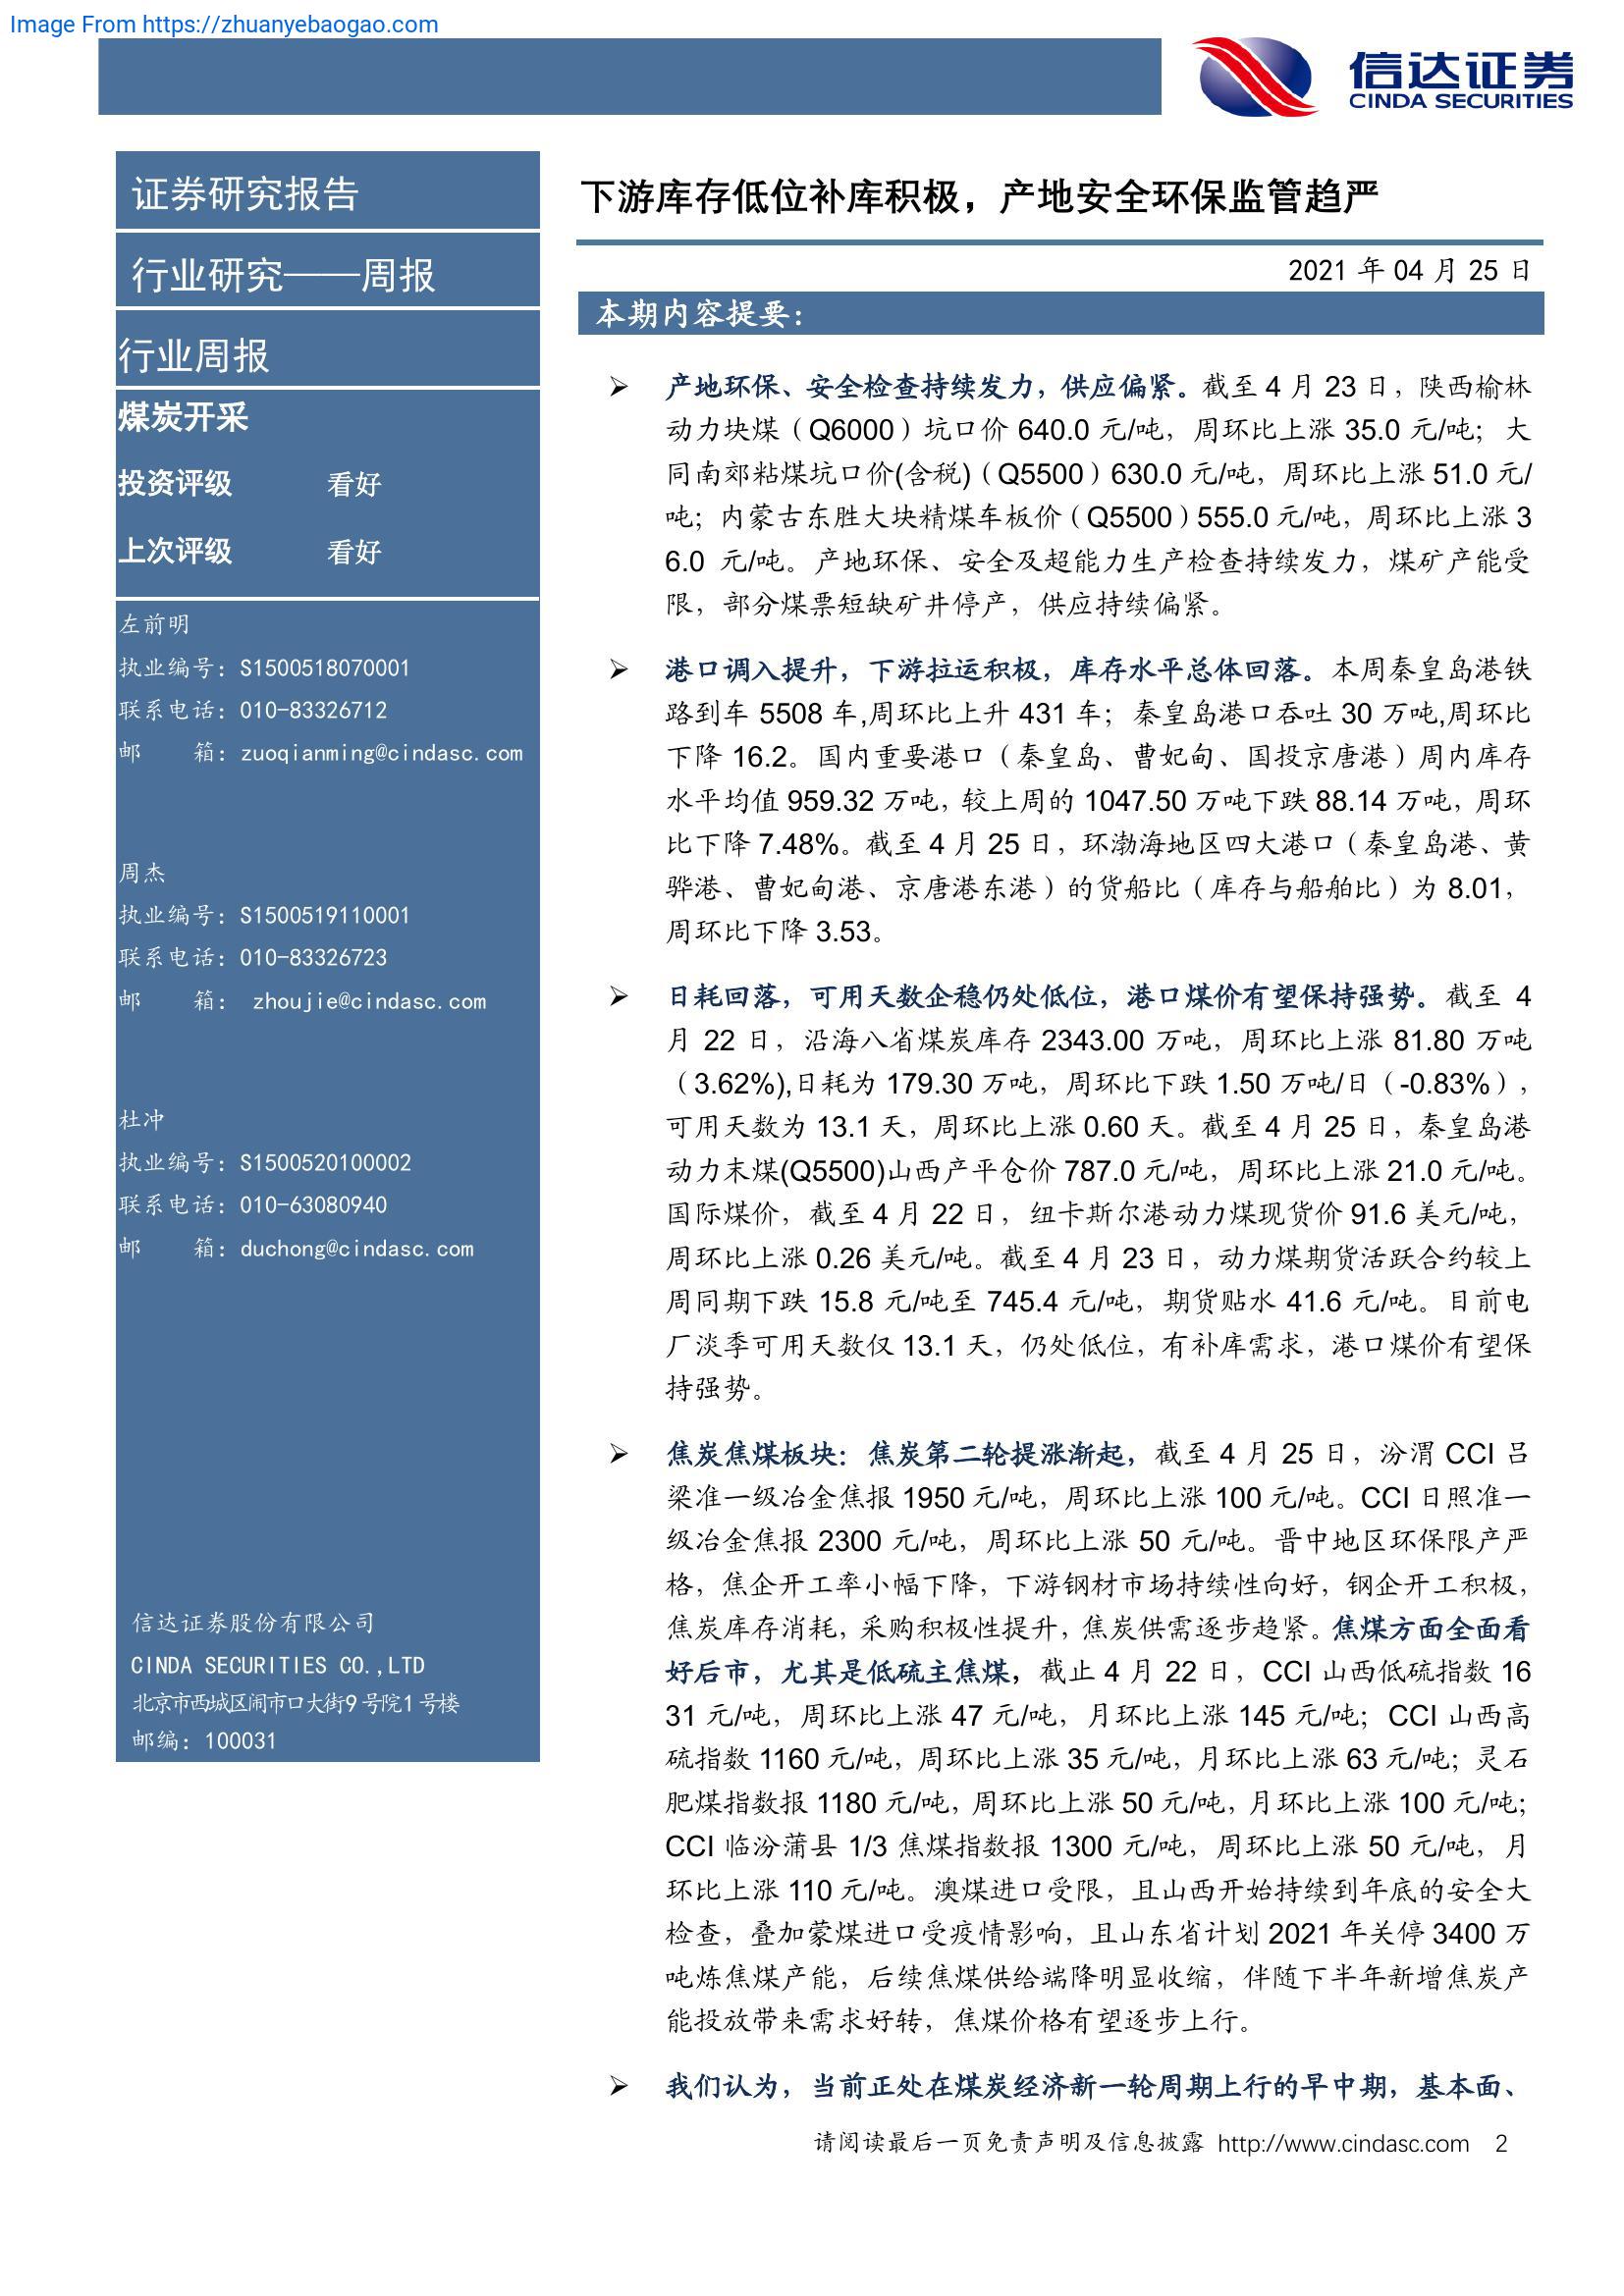 Image From https://zhuanyebaogao.com
信达证券
CINDA SECURITIES
证券研究报告
行业研究——周报
行业周报
煤炭开采
投资评级 看好
上次评级 看好
左前明
执业编号：S1500518070001
联系电话：010-83326712
邮 箱：zuoqianming@cindasc.com
周杰
执业编号：S1500519110001
联系电话：010-83326723
邮 箱： zhoujie@cindasc.com
杜冲
执业编号：S1500520100002
联系电话：010-63080940
邮 箱：duchong@cindasc.com
信达证券股份有限公司
CINDA SECURITIES CO.,LTD
北京市西城区闹市口大街9号院1号楼
邮编：100031
下游库存低位补库积极，产地安全环保监管趋严
2021 年 04 月 25 日
本期内容提要：
➢ 产地环保、安全检查持续发力，供应偏紧。截至 4 月 23 日，陕西榆林
动力块煤（Q6000）坑口价 640.0 元/吨，周环比上涨 35.0 元/吨；大
同南郊粘煤坑口价(含税)（Q5500）630.0 元/吨，周环比上涨 51.0 元/
吨；内蒙古东胜大块精煤车板价（Q5500）555.0 元/吨，周环比上涨 3
6.0 元/吨。产地环保、安全及超能力生产检查持续发力，煤矿产能受
限，部分煤票短缺矿井停产，供应持续偏紧。
➢ 港口调入提升，下游拉运积极，库存水平总体回落。本周秦皇岛港铁
路到车 5508 车,周环比上升 431 车；秦皇岛港口吞吐 30 万吨,周环比
下降 16.2。国内重要港口（秦皇岛、曹妃甸、国投京唐港）周内库存
水平均值 959.32 万吨，较上周的 1047.50 万吨下跌 88.14 万吨，周环
比下降 7.48%。截至 4 月 25 日，环渤海地区四大港口（秦皇岛港、黄
骅港、曹妃甸港、京唐港东港）的货船比（库存与船舶比）为 8.01，
周环比下降 3.53。
➢ 日耗回落，可用天数企稳仍处低位，港口煤价有望保持强势。截至 4
月 22 日，沿海八省煤炭库存 2343.00 万吨，周环比上涨 81.80 万吨
（3.62%),日耗为 179.30 万吨，周环比下跌 1.50 万吨/日（-0.83%），
可用天数为 13.1 天，周环比上涨 0.60 天。截至 4 月 25 日，秦皇岛港
动力末煤(Q5500)山西产平仓价 787.0 元/吨，周环比上涨 21.0 元/吨。
国际煤价，截至 4 月 22 日，纽卡斯尔港动力煤现货价 91.6 美元/吨，
周环比上涨 0.26 美元/吨。截至 4 月 23 日，动力煤期货活跃合约较上
周同期下跌 15.8 元/吨至 745.4 元/吨，期货贴水 41.6 元/吨。目前电
厂淡季可用天数仅 13.1 天，仍处低位，有补库需求，港口煤价有望保
持强势。
➢ 焦炭焦煤板块：焦炭第二轮提涨渐起，截至 4 月 25 日，汾渭 CCI 吕
梁准一级冶金焦报 1950 元/吨，周环比上涨 100 元/吨。CCI 日照准一
级冶金焦报 2300 元/吨，周环比上涨 50 元/吨。晋中地区环保限产严
格，焦企开工率小幅下降，下游钢材市场持续性向好，钢企开工积极，
焦炭库存消耗，采购积极性提升，焦炭供需逐步趋紧。焦煤方面全面看
好后市，尤其是低硫主焦煤，截止 4 月 22 日，CCI 山西低硫指数 16
31 元/吨，周环比上涨 47 元/吨，月环比上涨 145 元/吨；CCI 山西高
硫指数 1160 元/吨，周环比上涨 35 元/吨，月环比上涨 63 元/吨；灵石
肥煤指数报 1180 元/吨，周环比上涨 50 元/吨，月环比上涨 100 元/吨；
CCI 临汾蒲县 1/3 焦煤指数报 1300 元/吨，周环比上涨 50 元/吨，月
环比上涨 110 元/吨。澳煤进口受限，且山西开始持续到年底的安全大
检查，叠加蒙煤进口受疫情影响，且山东省计划 2021 年关停 3400 万
吨炼焦煤产能，后续焦煤供给端降明显收缩，伴随下半年新增焦炭产
能投放带来需求好转，焦煤价格有望逐步上行。
➢ 我们认为，当前正处在煤炭经济新一轮周期上行的早中期，基本面、
请阅读最后一页免责声明及信息披露 http://www.cindasc.com 2